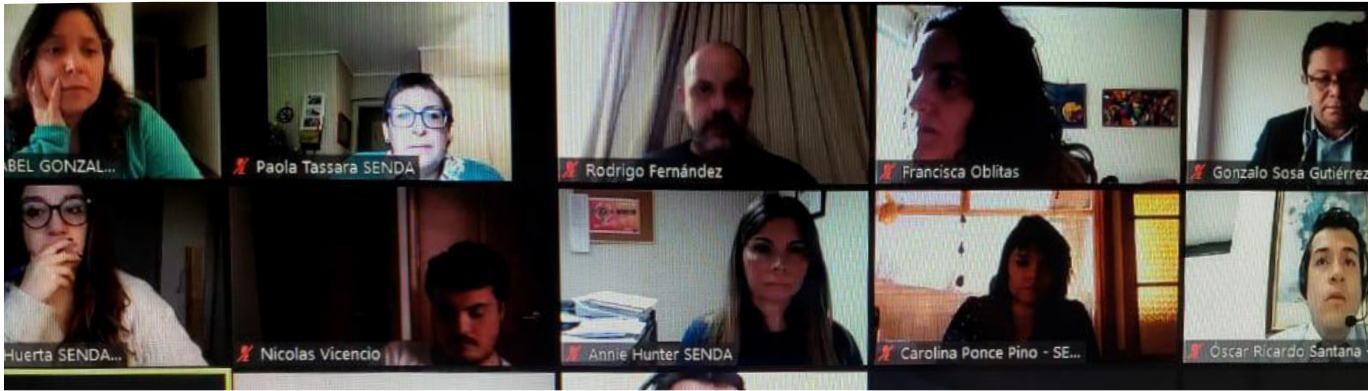 ABEL GONZAL...
Paola Tassara SENDA
Rodrigo Fernández
Francisca Oblitas
Gonzalo Sosa Gutiérrez
Huerta SENDA...
Nicolas Vicencio
Annie Hunter SENDA
Carolina Ponce Pino - SE...
Óscar Ricardo Santana -